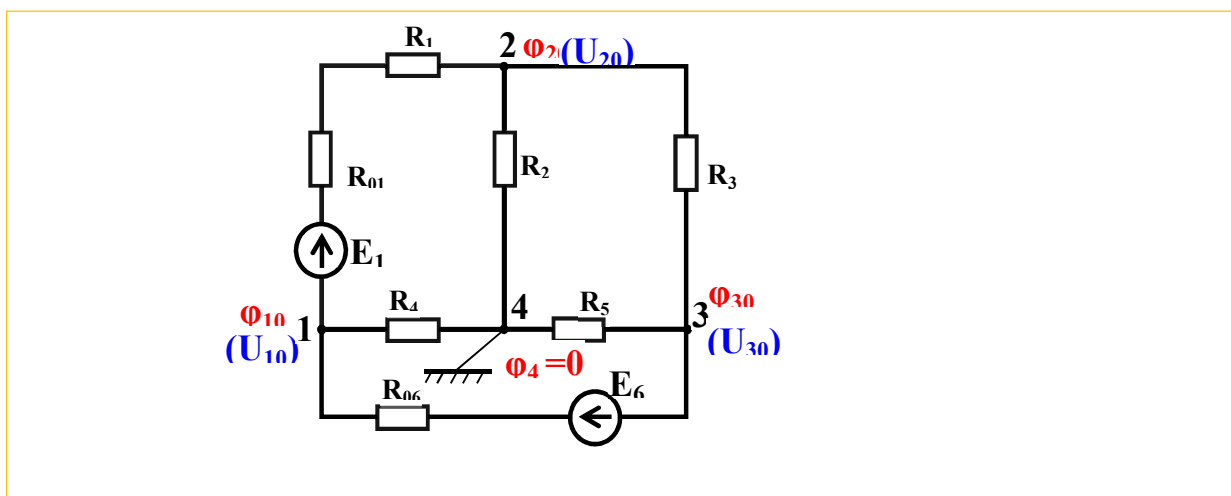 R₁
2 φ₂₀ (U₂₀)
R₀₁
R₂
R₃
E₁
φ₁₀
(U₁₀)
1
R₄
4
R₅
3
φ₃₀
(U₃₀)
φ₄ =0
R₀₆
E₆